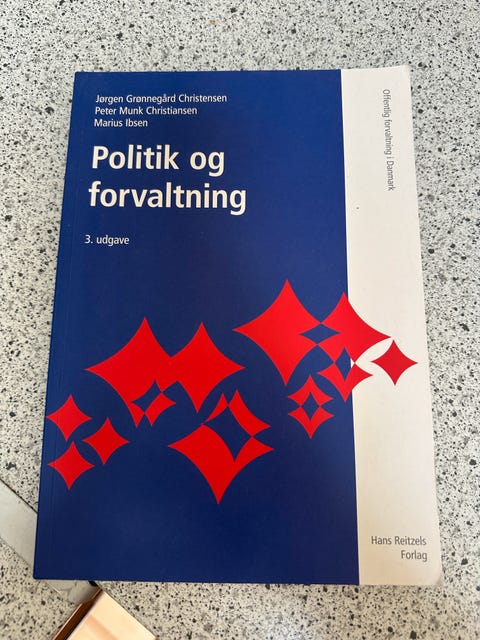 Jørgen Grønnegård Christensen
Peter Munk Christiansen
Marius Ibsen
Politik og
forvaltning
3. udgave
Offentlig forvaltning i Danmark
Hans Reitzels
Forlag